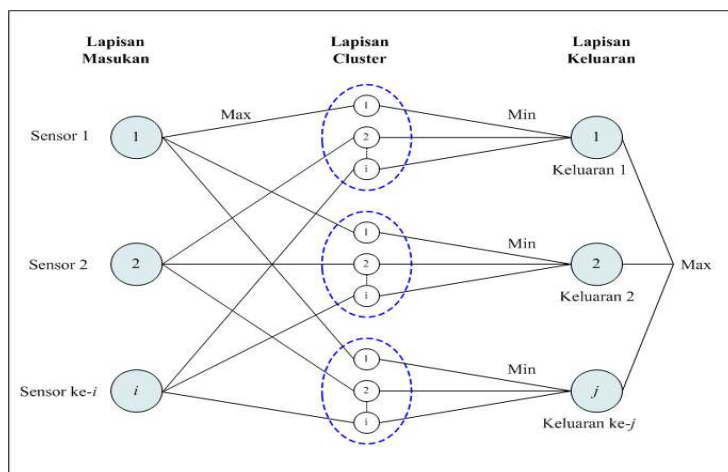 Lapisan Masukan
Lapisan Cluster
Lapisan Keluaran
Sensor 1
1
Max
1
2
i
Min
1
Keluaran 1
Sensor 2
2
1
2
i
Min
2
Keluaran 2
Max
Sensor ke-i
i
1
2
i
Min
j
Keluaran ke-j